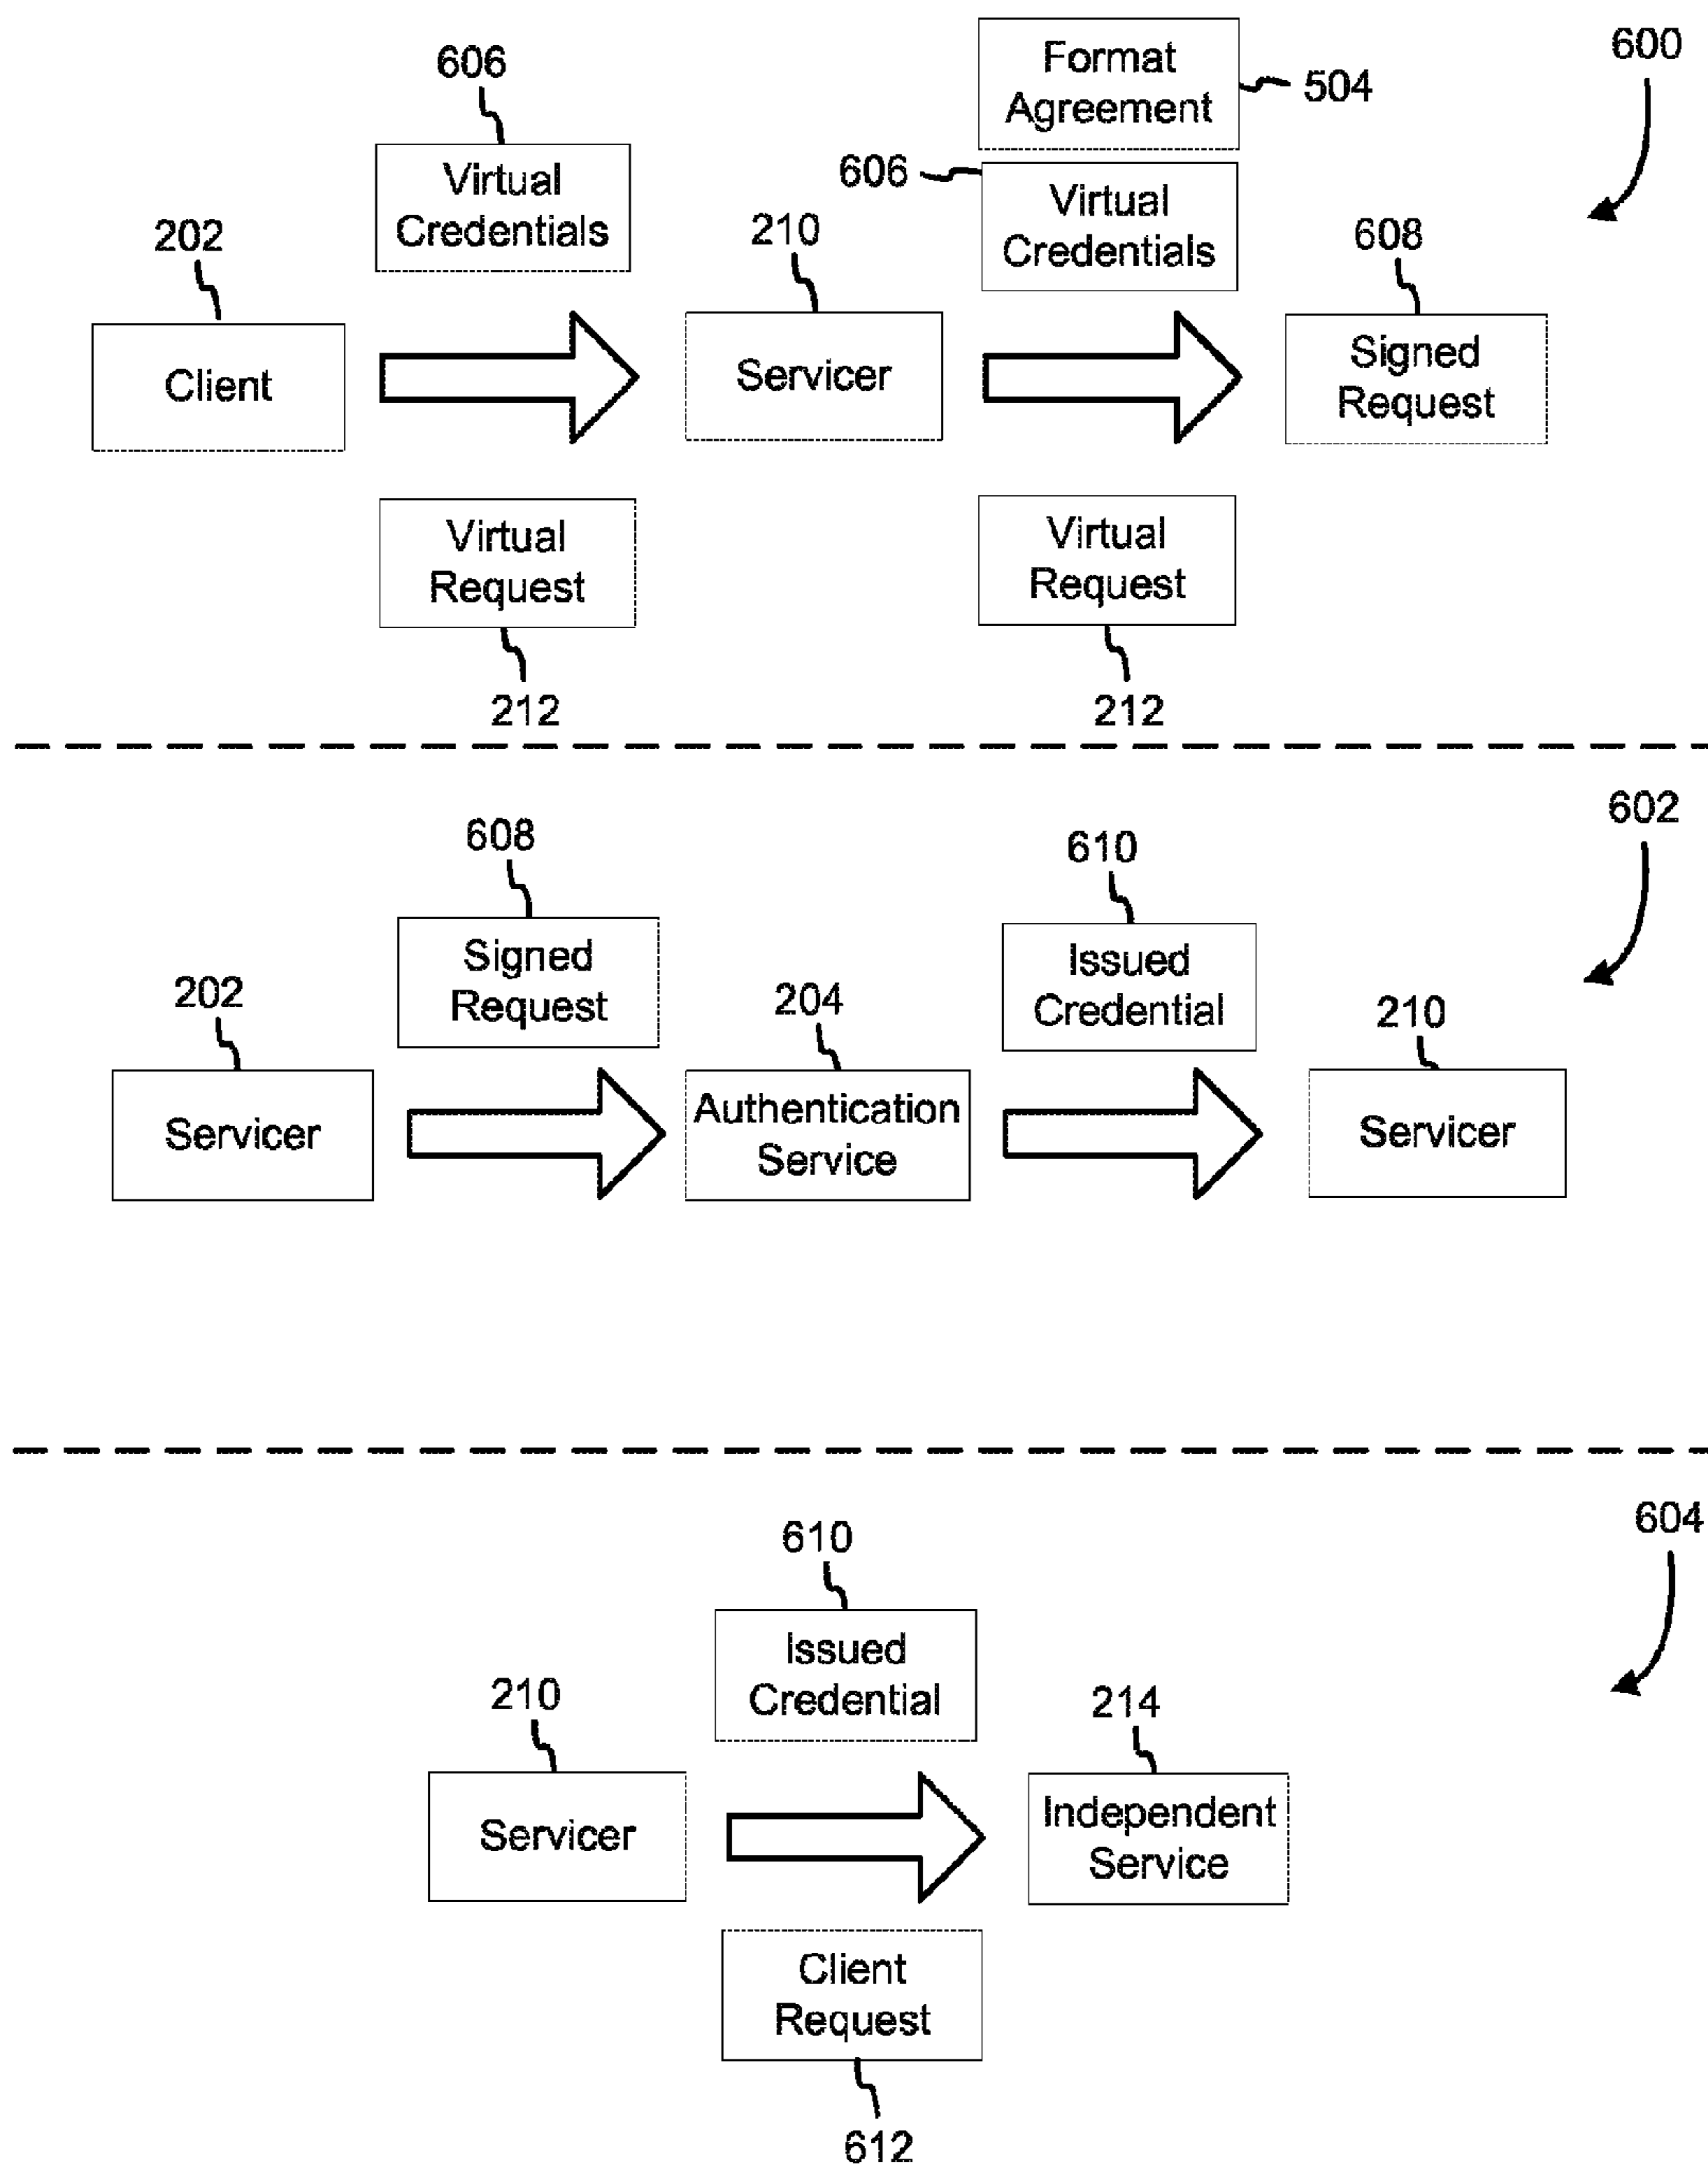 600
606
Format
Agreement
504
Virtual
Credentials
606
Virtual
Credentials
202
210
608
Client
Servicer
Signed
Request
Virtual
Request
212
Virtual
Request
212
602
608
610
Signed
Request
Issued
Credential
202
204
210
Servicer
Authentication
Service
Servicer
604
610
Issued
Credential
210
214
Servicer
Independent
Service
Client
Request
612